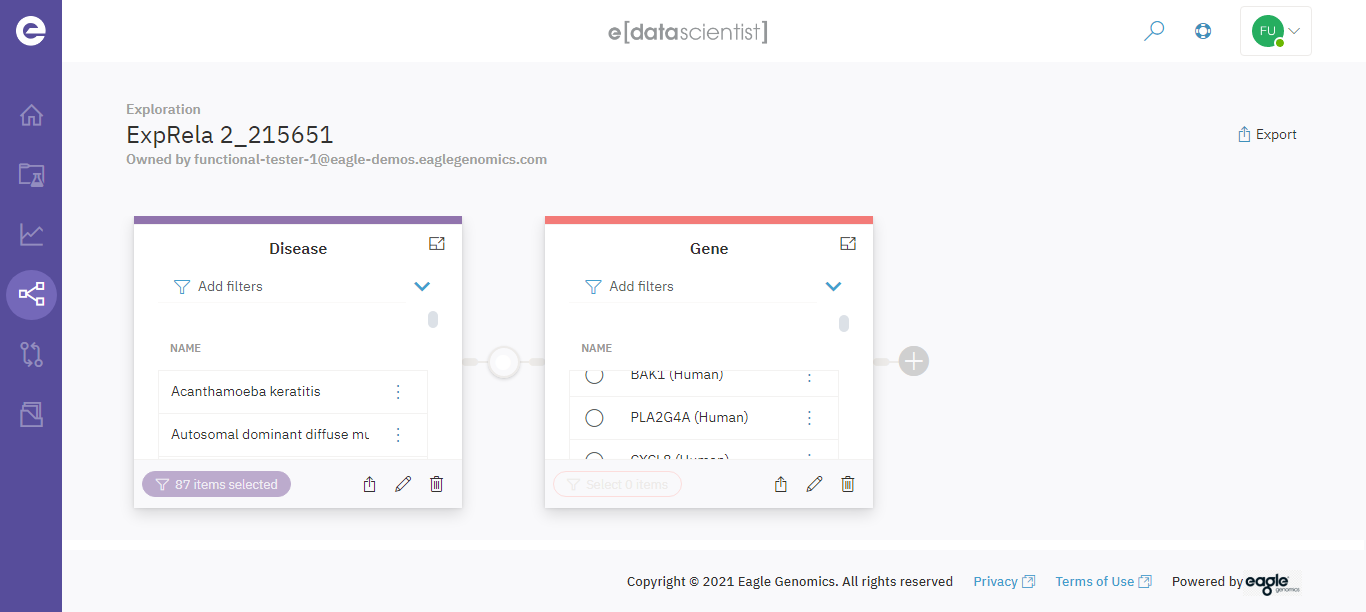 e[datascientist]
FU
Exploration
ExpRela 2_215651
Owned by functional-tester-1@eagle-demos.eaglegenomics.com
Export
Disease
Add filters
NAME
Acanthamoeba keratitis
Autosomal dominant diffuse mu
87 items selected
Gene
Add filters
NAME
BAK1 (Human)
PLA2G4A (Human)
CXCL8 (Human)
Select 0 items
Copyright © 2021 Eagle Genomics. All rights reserved
Privacy
Terms of Use
Powered by eagle genomics